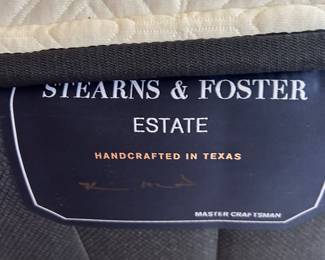 STEARNS & FOSTER
ESTATE
HANDCRAFTED IN TEXAS
MASTER CRAFTSMAN